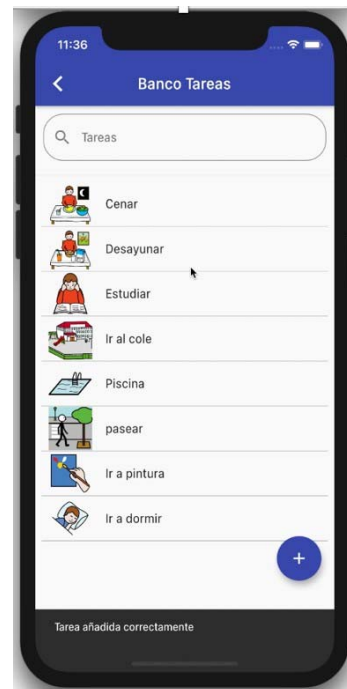 11:36
Banco Tareas
Tareas
Cenar
Desayunar
Estudiar
Ir al cole
Piscina
pasear
Ir a pintura
Ir a dormir
+
Tarea añadida correctamente